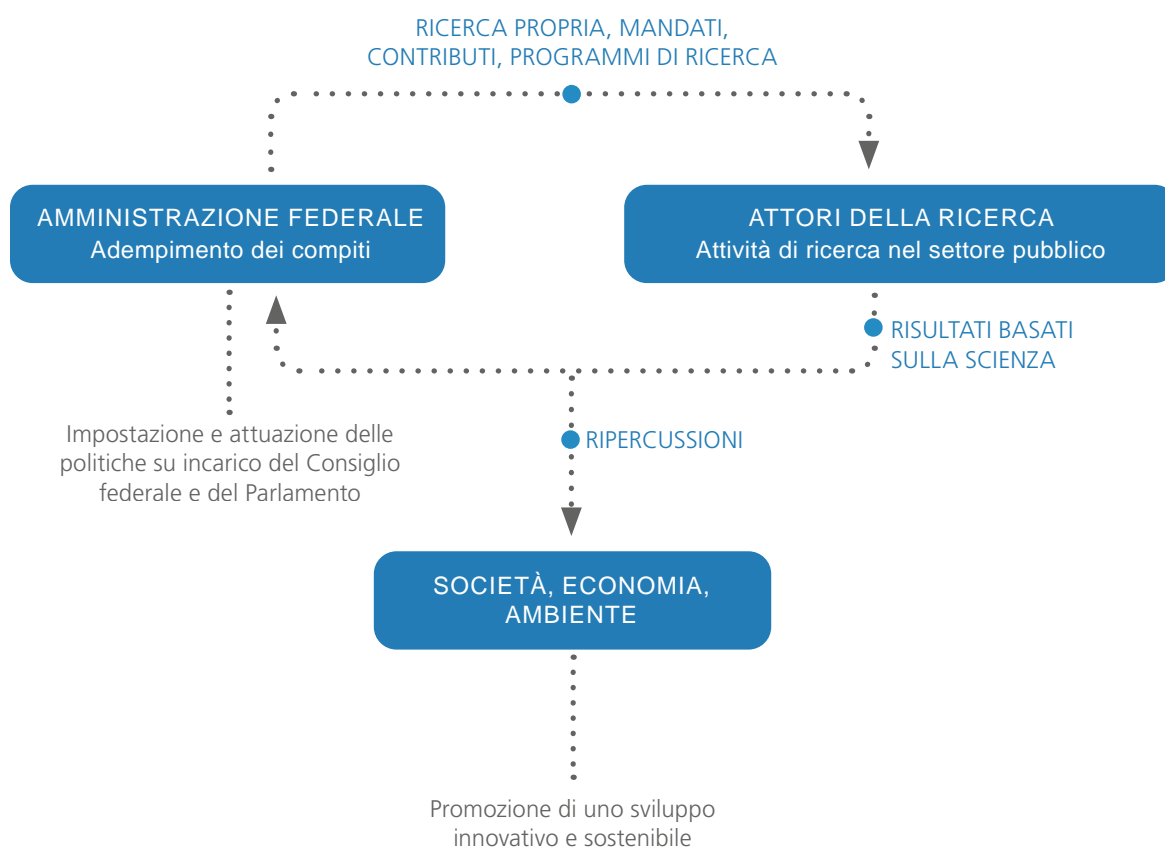 RICERCA PROPRIA, MANDATI,
CONTRIBUTI, PROGRAMMI DI RICERCA
AMMINISTRAZIONE FEDERALE
Adempimento dei compiti
ATTORI DELLA RICERCA
Attività di ricerca nel settore pubblico
RISULTATI BASATI
SULLA SCIENZA
Impostazione e attuazione delle
politiche su incarico del Consiglio
federale e del Parlamento
RIPERCUSSIONI
SOCIETÀ, ECONOMIA,
AMBIENTE
Promozione di uno sviluppo
innovativo e sostenibile